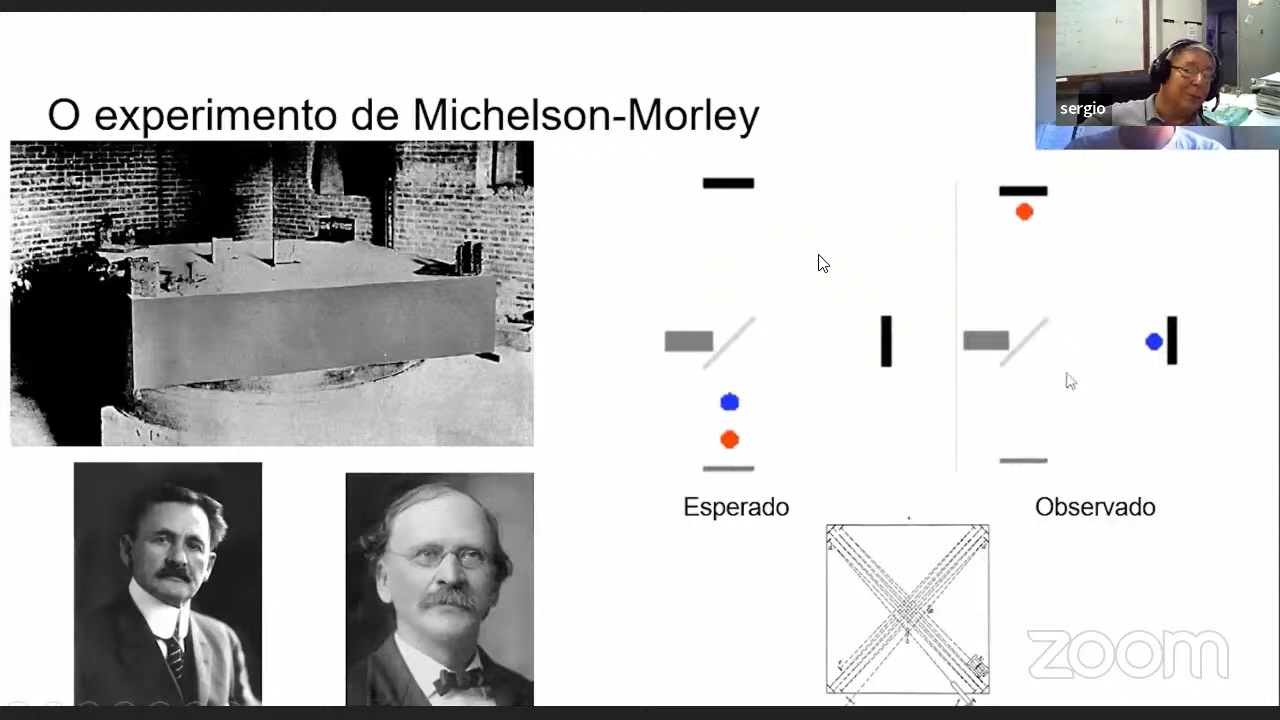 O experimento de Michelson-Morley
sergio
Esperado
Observado
zoom